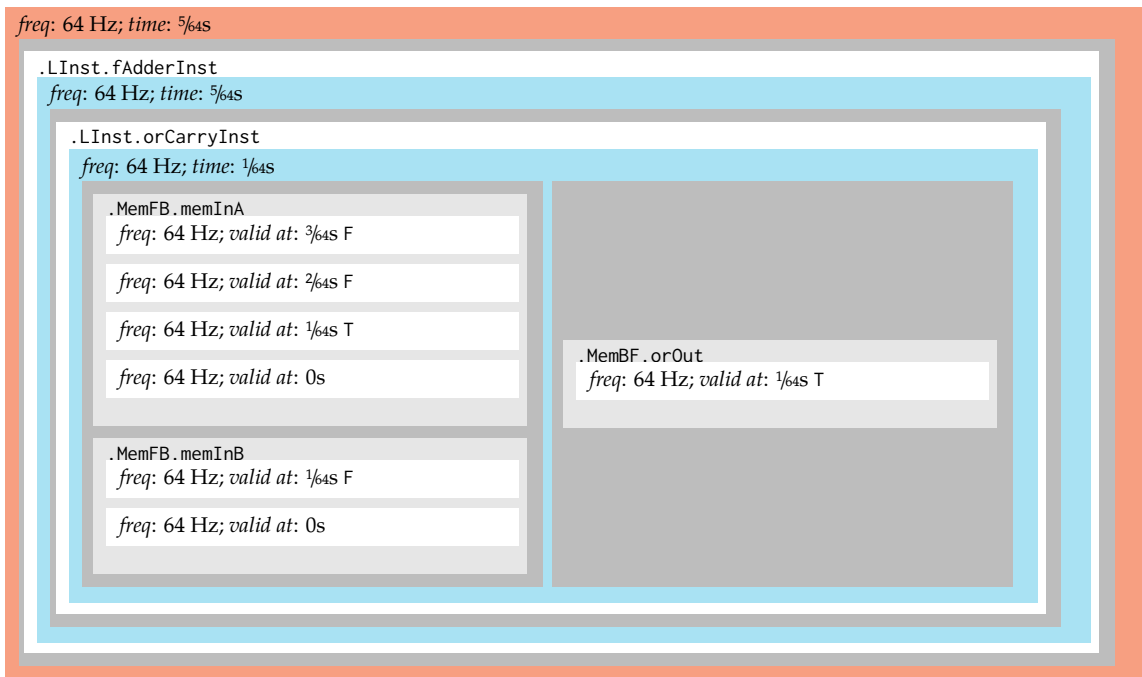 freq: 64 Hz; time: 5/64s
.LInst.fAdderInst
freq: 64 Hz; time: 5/64s
.LInst.orCarryInst
freq: 64 Hz; time: 1/64s
.MemFB.memInA
freq: 64 Hz; valid at: 3/64s F
freq: 64 Hz; valid at: 2/64s F
freq: 64 Hz; valid at: 1/64s T
freq: 64 Hz; valid at: 0s
.MemFB.memInB
freq: 64 Hz; valid at: 1/64s F
freq: 64 Hz; valid at: 0s
.MemBF.orOut
freq: 64 Hz; valid at: 1/64s T